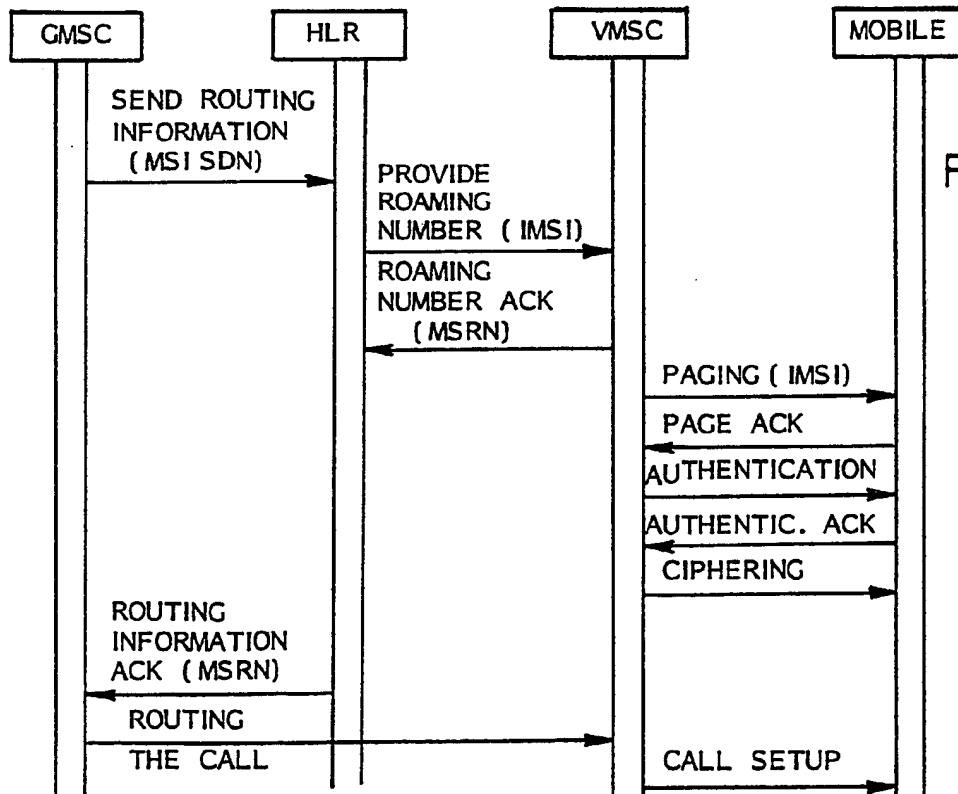 GMSC
HLR
VMSC
MOBILE
SEND ROUTING
INFORMATION
(MSISDN)
PROVIDE
ROAMING
NUMBER (IMSI)
ROAMING
NUMBER ACK
(MSRN)
PAGING (IMSI)
PAGE ACK
AUTHENTICATION
AUTHENTIC. ACK
CIPHERING
ROUTING
INFORMATION
ACK (MSRN)
ROUTING
THE CALL
CALL SETUP